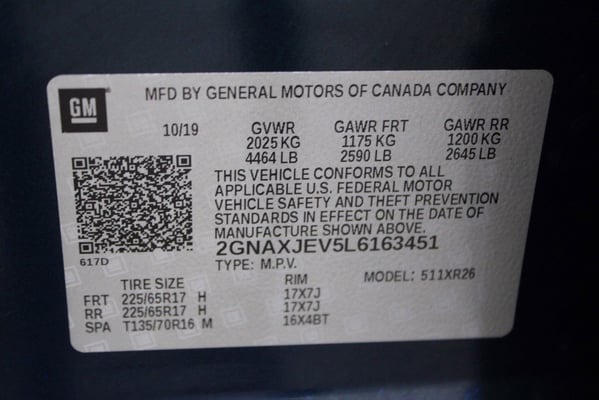 GM
MFD BY GENERAL MOTORS OF CANADA COMPANY
10/19 GVWR GAWR FRT GAWR RR
2025 KG 1175 KG 1200 KG
4464 LB 2590 LB 2645 LB
THIS VEHICLE CONFORMS TO ALL
APPLICABLE U.S. FEDERAL MOTOR
VEHICLE SAFETY AND THEFT PREVENTION
STANDARDS IN EFFECT ON THE DATE OF
MANUFACTURE SHOWN ABOVE.
617D
2GNAXJEV5L6163451
TYPE: M.P.V. MODEL: 511XR26
TIRE SIZE RIM
FRT 225/65R17 H 17X7J
RR 225/65R17 H 17X7J
SPA T135/70R16 M 16X4BT